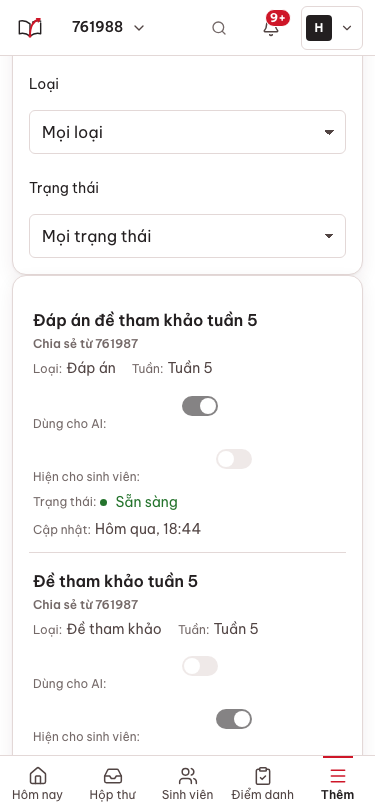 761988
9+
H
Loại
Mọi loại
Trạng thái
Mọi trạng thái
Đáp án đề tham khảo tuần 5
Chia sẻ từ 761987
Loại: Đáp án Tuần: Tuần 5
Dùng cho AI:
Hiện cho sinh viên:
Trạng thái: Sẵn sàng
Cập nhật: Hôm qua, 18:44
Đề tham khảo tuần 5
Chia sẻ từ 761987
Loại: Đề tham khảo Tuần: Tuần 5
Dùng cho AI:
Hiện cho sinh viên:
Hôm nay Hộp thư Sinh viên Điểm danh Thêm